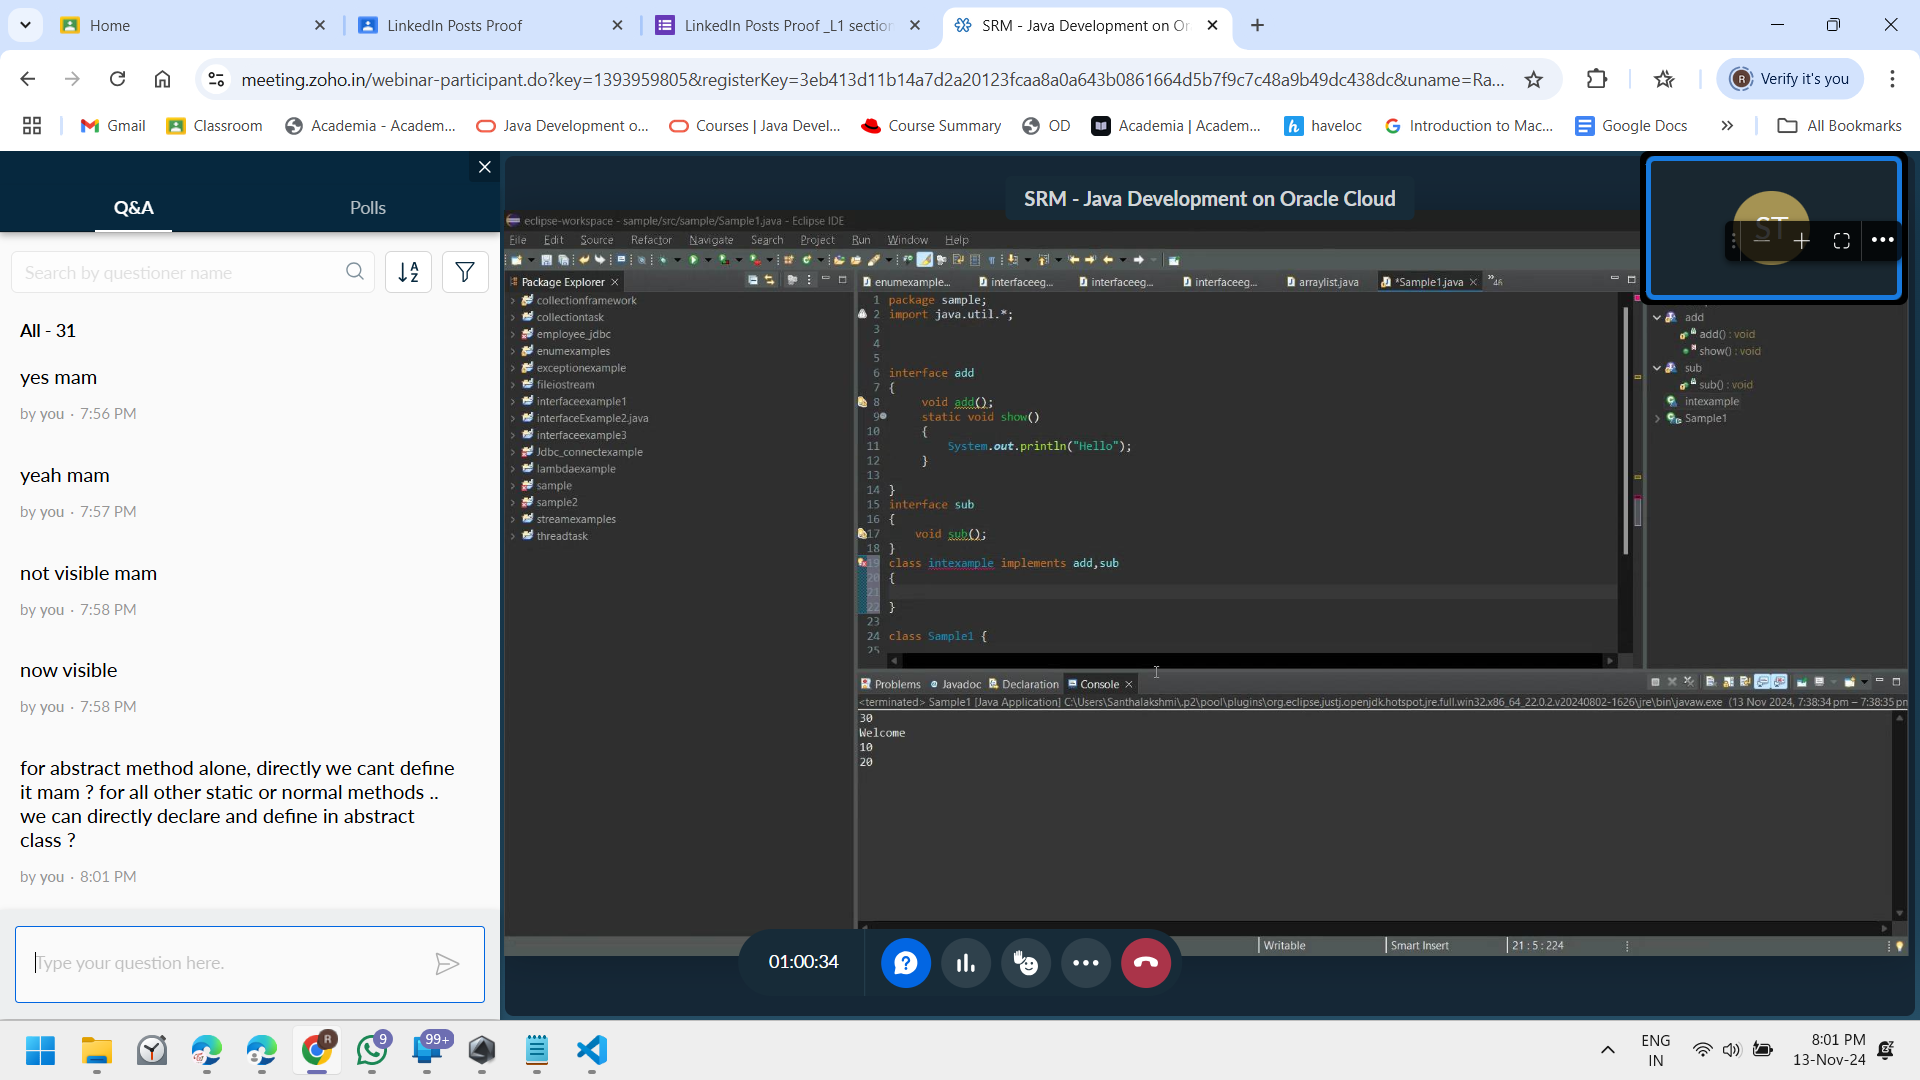 Home
LinkedIn Posts Proof
LinkedIn Posts Proof _L1 section
SRM - Java Development on Or
meeting.zoho.in/webinar-participant.do?key=1393959805&registerKey=3eb413d11b14a7d2a20123fcaa8a0a643b0861664d5b7f9c7c48a9b49dc438dc&uname=Ra...
R Verify it's you
Gmail
Classroom
Academia - Academ...
Java Development o...
Courses | Java Devel...
Course Summary
OD
Academia | Academ...
haveloc
Introduction to Mac...
Google Docs
All Bookmarks
Q&A
Polls
Search by questioner name
All - 31
yes mam
by you · 7:56 PM
yeah mam
by you · 7:57 PM
not visible mam
by you · 7:58 PM
now visible
by you · 7:58 PM
for abstract method alone, directly we cant define
it mam ? for all other static or normal methods ..
we can directly declare and define in abstract
class ?
by you · 8:01 PM
Type your question here.
SRM - Java Development on Oracle Cloud
ST
eclipse-workspace - sample/src/sample/Sample1.java - Eclipse IDE
File Edit Source Refactor Navigate Search Project Run Window Help
Package Explorer
collectionframework
collectiontask
employee_jdbc
enumexamples
exceptionexample
fileiostream
interfaceexample1
interfaceExample2.java
interfaceexample3
Jdbc_connectexample
lambdaexample
sample
sample2
streamexamples
threadtask
enumexample...
interfaceeg...
interfaceeg...
interfaceeg...
arraylist.java
*Sample1.java
»46
1 package sample;
2 import java.util.*;
3
4
5
6 interface add
7 {
8 void add();
9 static void show()
10 {
11 System.out.println("Hello");
12 }
13
14 }
15 interface sub
16 {
17 void sub();
18 }
19 class intexample implements add,sub
20 {
21
22 }
23
24 class Sample1 {
25
add
add() : void
show() : void
sub
sub() : void
intexample
Sample1
Problems Javadoc Declaration Console
<terminated> Sample1 [Java Application] C:\Users\Santhalakshmi\.p2\pool\plugins\org.eclipse.justj.openjdk.hotspot.jre.full.win32.x86_64_22.0.2.v20240802-1626\jre\bin\javaw.exe (13 Nov 2024, 7:38:34 pm – 7:38:35 pm
30
Welcome
10
20
Writable
Smart Insert
21 : 5 : 224
01:00:34
R
9
99+
ENG
IN
8:01 PM
13-Nov-24